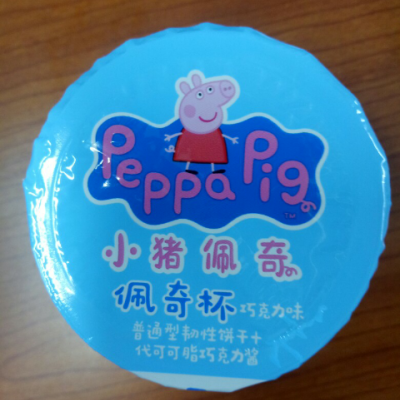 Peppa Pig
小猪佩奇
佩奇杯 巧克力味
普通型韧性饼干+
代可可脂巧克力酱